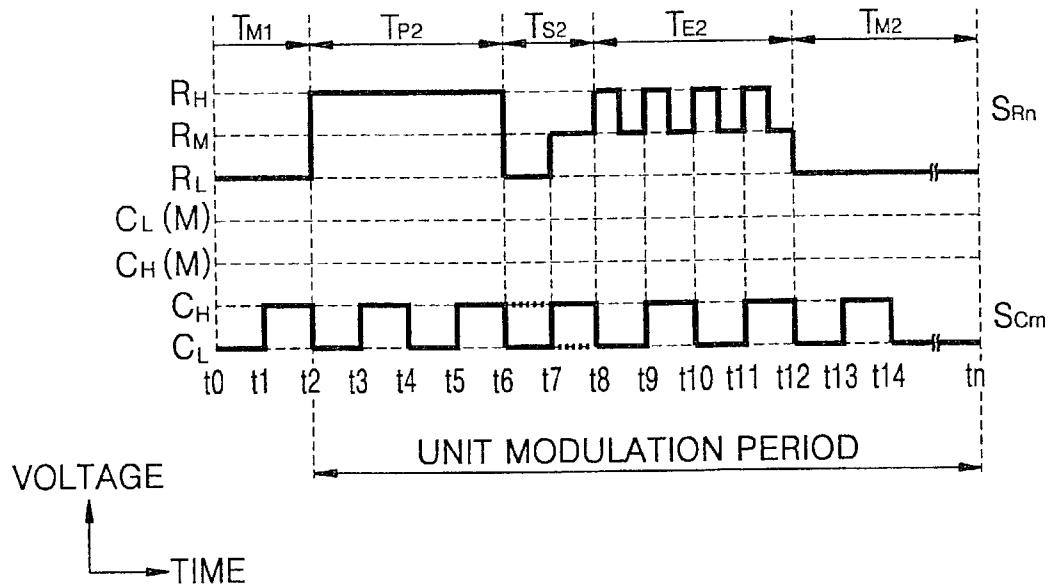 TM1 TP2 TS2 TE2 TM2
RH
RM
RL
SRn
CL (M)
CH (M)
CH
CL
SCm
t0 t1 t2 t3 t4 t5 t6 t7 t8 t9 t10 t11 t12 t13 t14 tn
UNIT MODULATION PERIOD
VOLTAGE
TIME